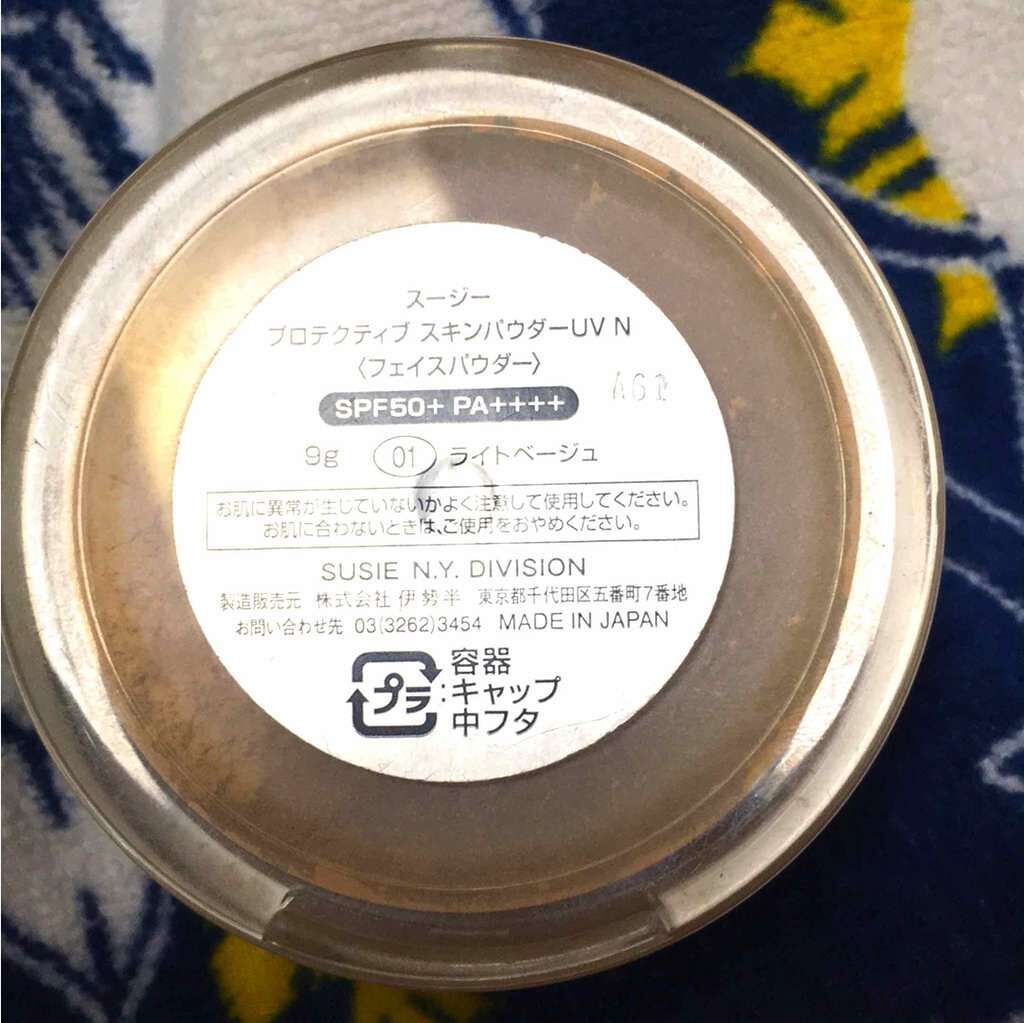 スージー
プロテクティブ スキンパウダーUV N
〈フェイスパウダー〉
SPF50+ PA++++
A61
9g 01 ライトベージュ
お肌に異常が生じていないかよく注意して使用してください。
お肌に合わないときは、ご使用をおやめください。
SUSIE N.Y. DIVISION
製造販売元 株式会社 伊勢半 東京都千代田区五番町7番地
お問い合わせ先 03(3262)3454 MADE IN JAPAN
プラ :容器
キャップ
中フタ